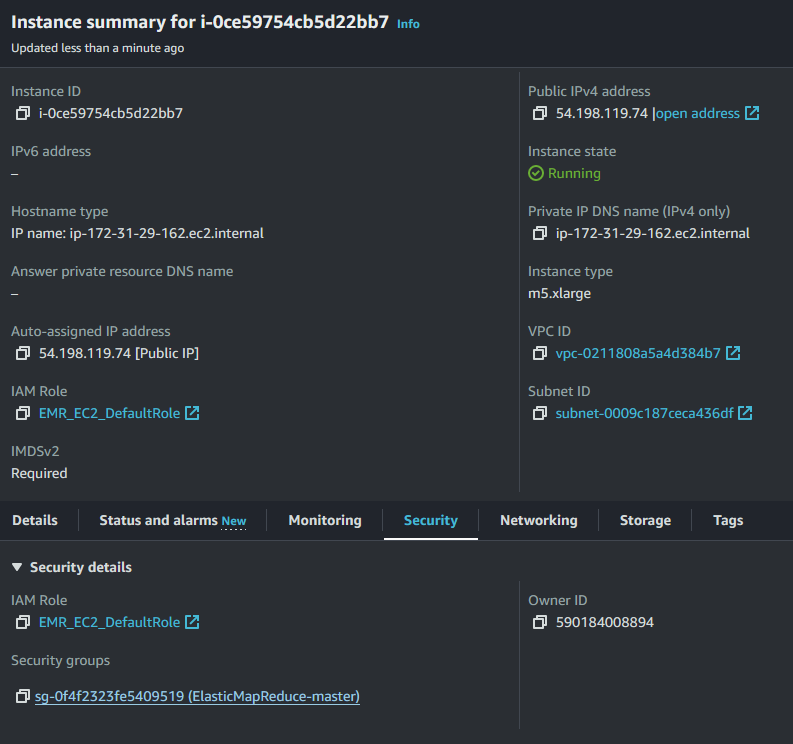 Instance summary for i-0ce59754cb5d22bb7 Info
Updated less than a minute ago
Instance ID
i-0ce59754cb5d22bb7
Public IPv4 address
54.198.119.74 |open address
IPv6 address
–
Instance state
Running
Hostname type
IP name: ip-172-31-29-162.ec2.internal
Private IP DNS name (IPv4 only)
ip-172-31-29-162.ec2.internal
Answer private resource DNS name
–
Instance type
m5.xlarge
Auto-assigned IP address
54.198.119.74 [Public IP]
VPC ID
vpc-0211808a5a4d384b7
IAM Role
EMR_EC2_DefaultRole
Subnet ID
subnet-0009c187ceca436df
IMDSv2
Required
Details Status and alarms New Monitoring Security Networking Storage Tags
Security details
IAM Role
EMR_EC2_DefaultRole
Owner ID
590184008894
Security groups
sg-0f4f2323fe5409519 (ElasticMapReduce-master)